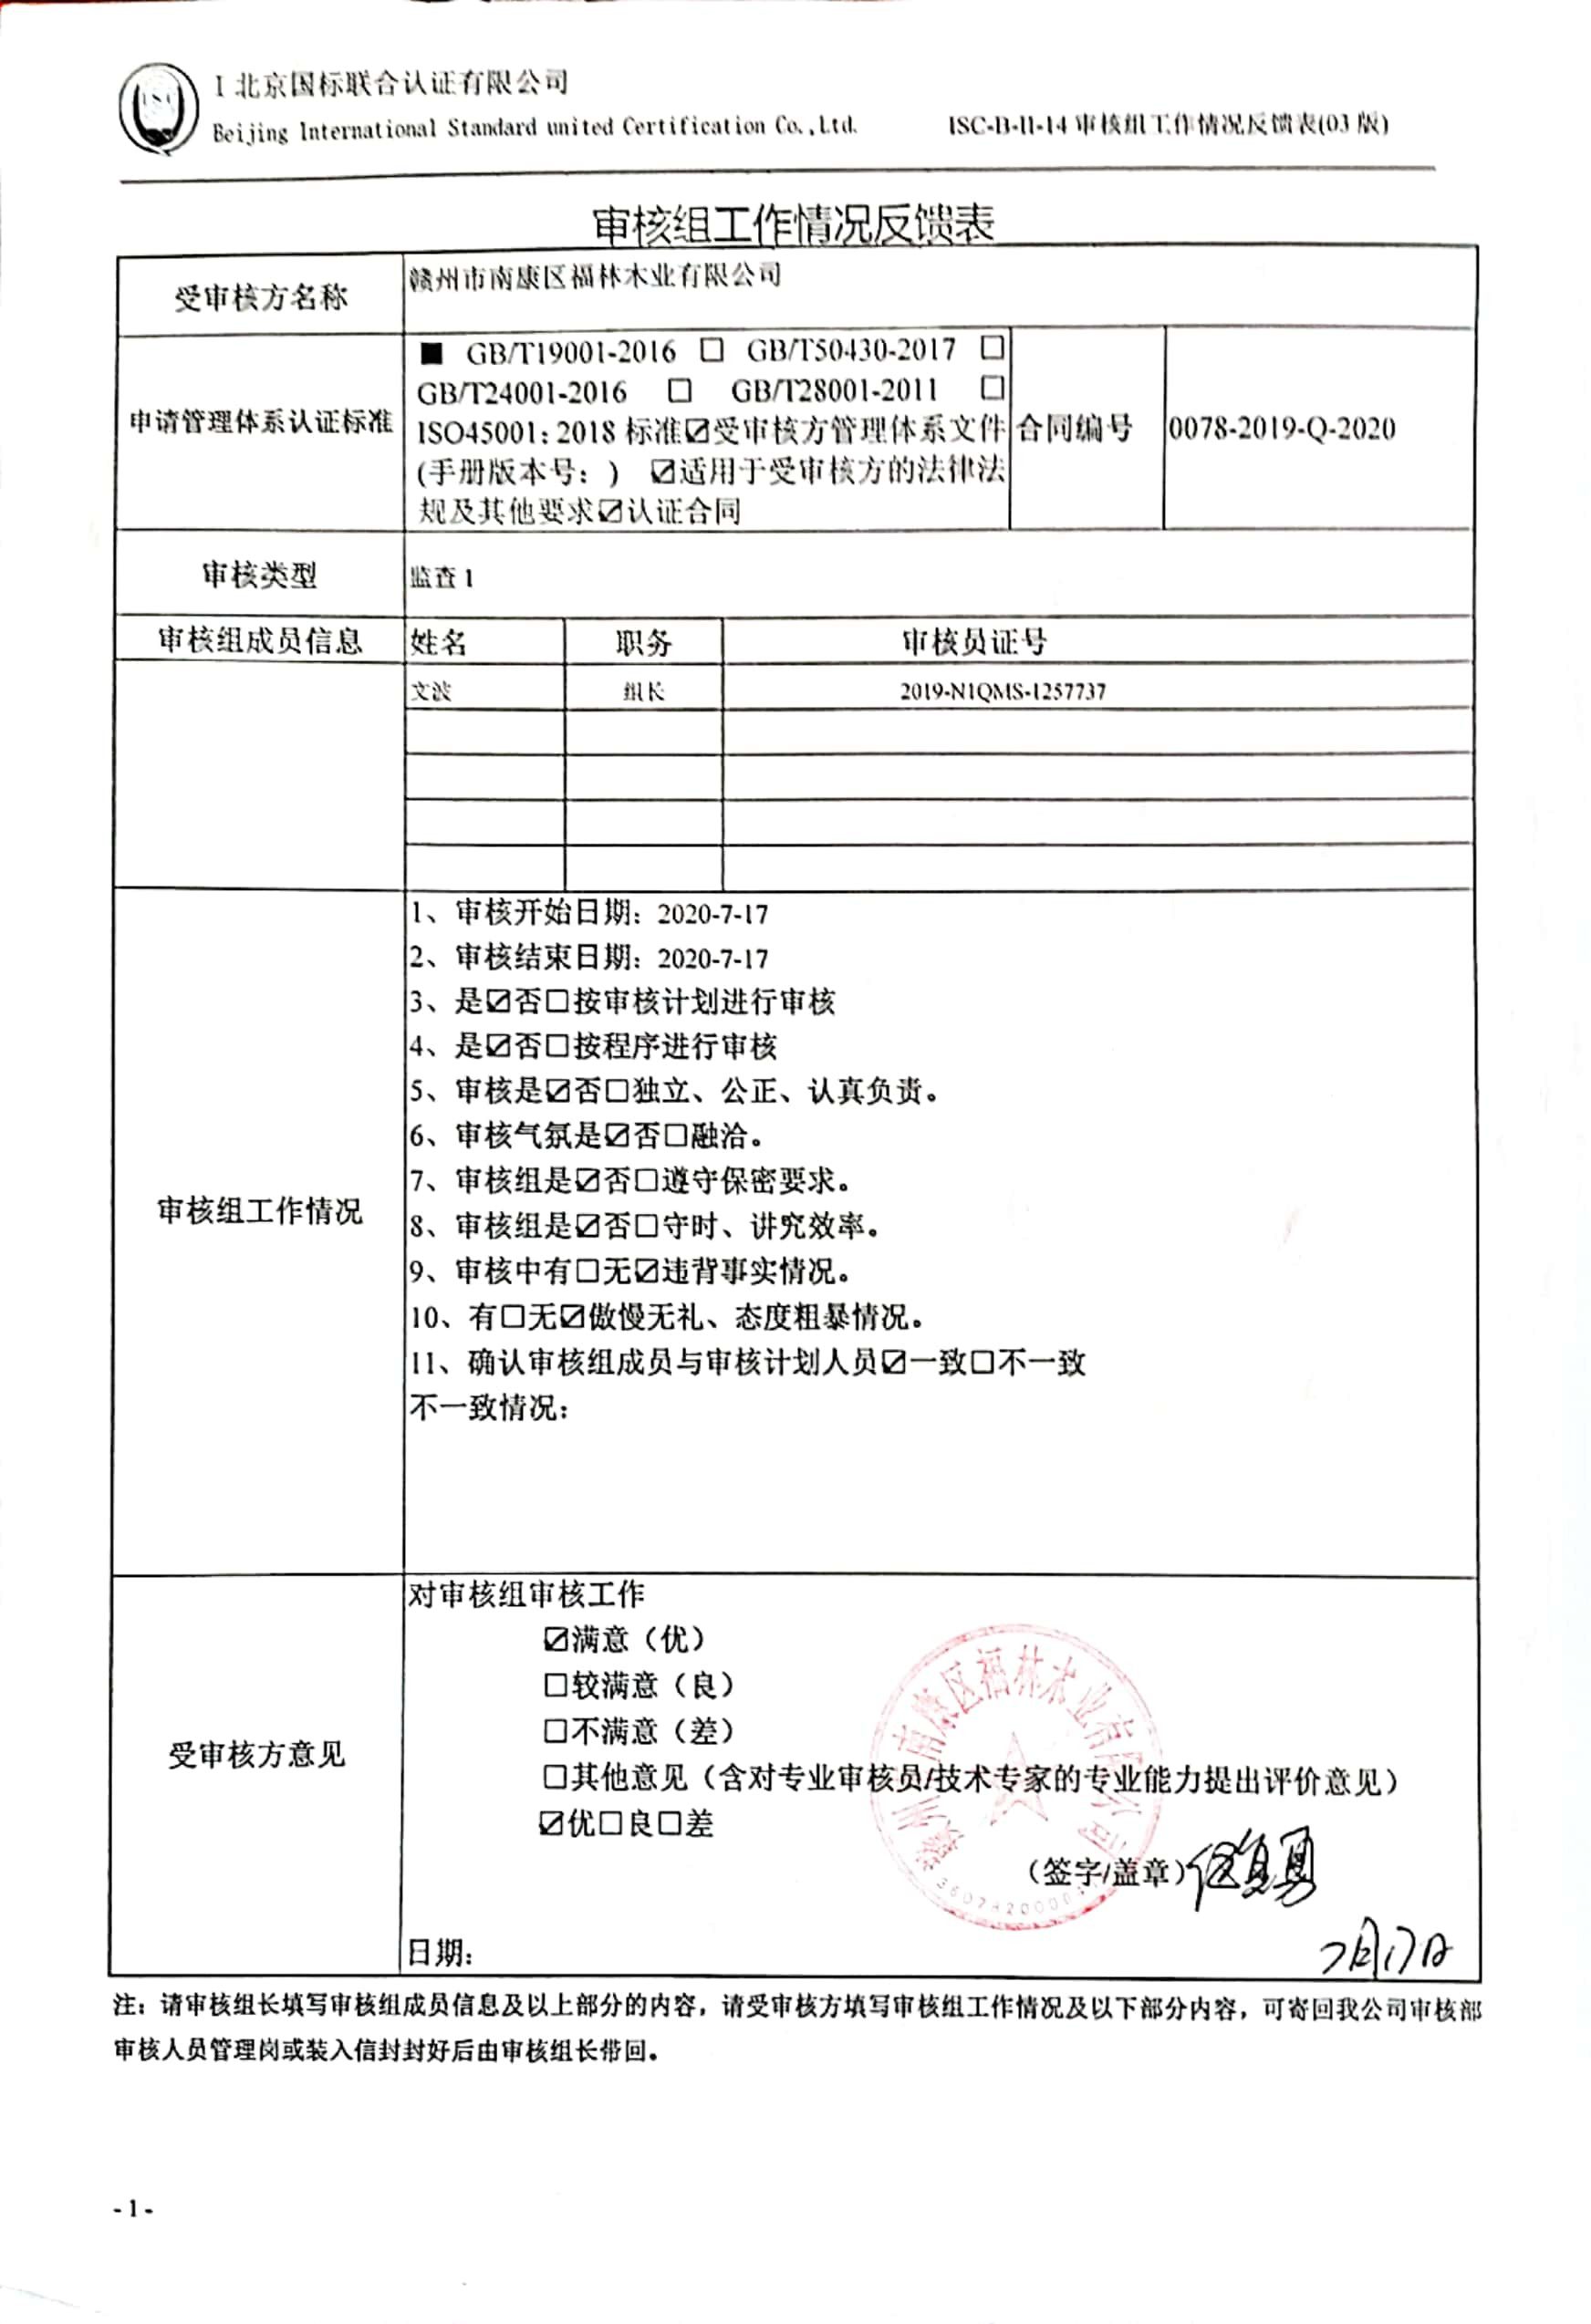 I 北京国标联合认证有限公司
Beijing International Standard united Certification Co.,Ltd.
ISC-B-II-14 审核组工作情况反馈表(03 版)
审核组工作情况反馈表
受审核方名称
赣州市南康区福林木业有限公司
申请管理体系认证标准
■ GB/T19001-2016 □ GB/T50430-2017 □
GB/T24001-2016 □ GB/T28001-2011 □
ISO45001: 2018 标准☑受审核方管理体系文件
(手册版本号: ) ☑适用于受审核方的法律法
规及其他要求☑认证合同
合同编号
0078-2019-Q-2020
审核类型
监查 1
审核组成员信息 姓名 职务 审核员证号
文波 组长 2019-N1QMS-1257737
审核组工作情况
1、审核开始日期: 2020-7-17
2、审核结束日期: 2020-7-17
3、是☑否□按审核计划进行审核
4、是☑否□按程序进行审核
5、审核是☑否□独立、公正、认真负责。
6、审核气氛是☑否□融洽。
7、审核组是☑否□遵守保密要求。
8、审核组是☑否□守时、讲究效率。
9、审核中有□无☑违背事实情况。
10、有□无☑傲慢无礼、态度粗暴情况。
11、确认审核组成员与审核计划人员☑一致□不一致
不一致情况:
受审核方意见
对审核组审核工作
☑满意（优）
□较满意（良）
□不满意（差）
□其他意见（含对专业审核员/技术专家的专业能力提出评价意见）
☑优□良□差
赣州市南康区福林木业有限公司
（签字/盖章）
日期:
7月17日
注: 请审核组长填写审核组成员信息及以上部分的内容，请受审核方填写审核组工作情况及以下部分内容，可寄回我公司审核部
审核人员管理岗或装入信封封好后由审核组长带回。
- 1 -